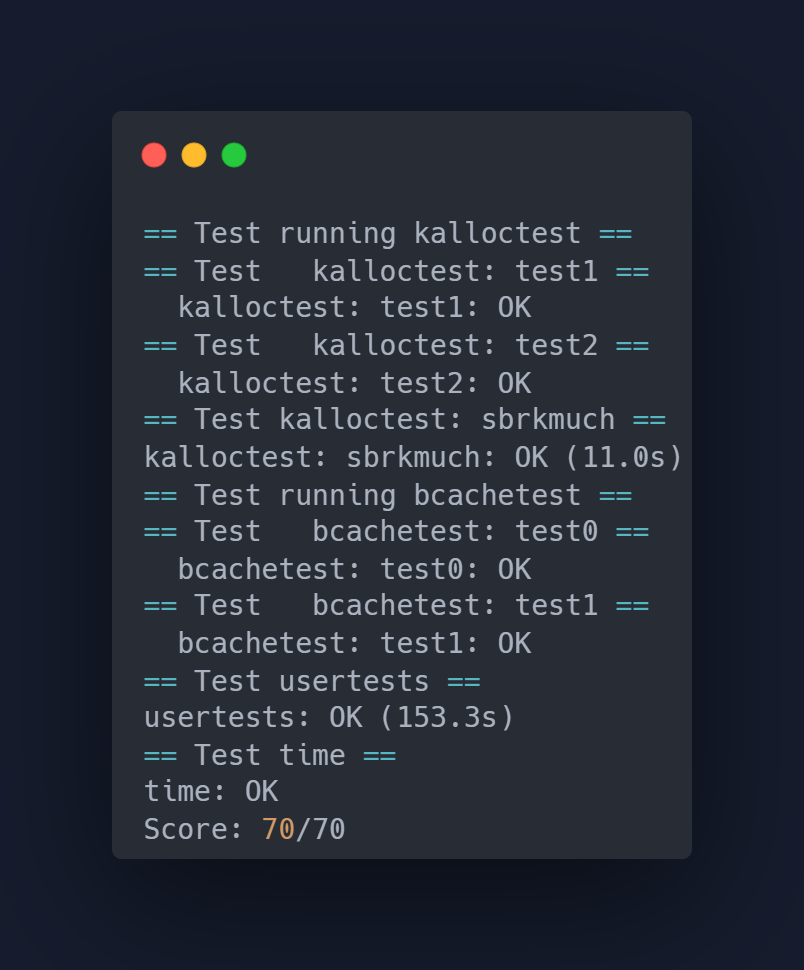 == Test running kalloctest ==
== Test   kalloctest: test1 ==
  kalloctest: test1: OK
== Test   kalloctest: test2 ==
  kalloctest: test2: OK
== Test kalloctest: sbrkmuch ==
kalloctest: sbrkmuch: OK (11.0s)
== Test running bcachetest ==
== Test   bcachetest: test0 ==
  bcachetest: test0: OK
== Test   bcachetest: test1 ==
  bcachetest: test1: OK
== Test usertests ==
usertests: OK (153.3s)
== Test time ==
time: OK
Score: 70/70